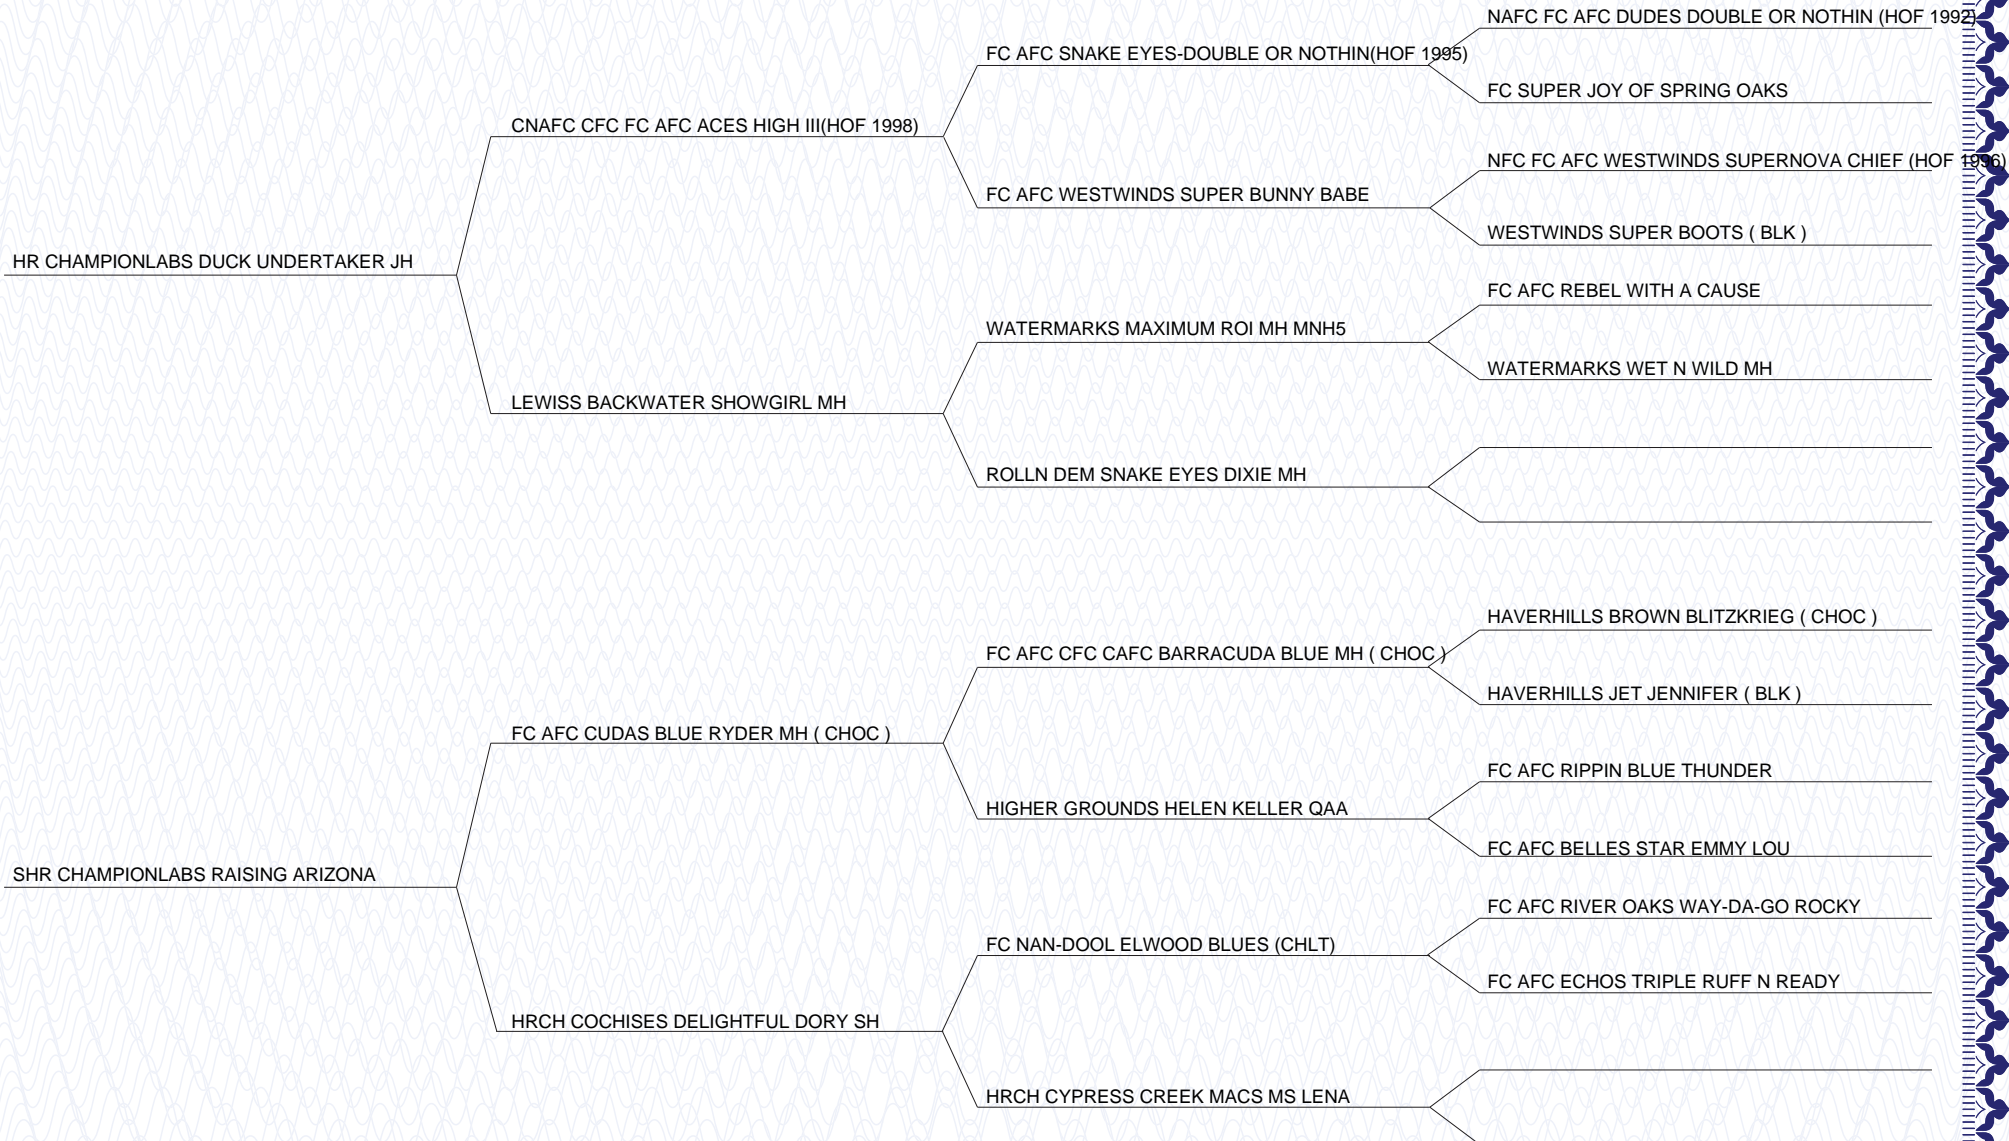 NAFC FC AFC DUDES DOUBLE OR NOTHIN (HOF 1992)
FC AFC SNAKE EYES-DOUBLE OR NOTHIN(HOF 1995)
FC SUPER JOY OF SPRING OAKS
CNAFC CFC FC AFC ACES HIGH III(HOF 1998)
NFC FC AFC WESTWINDS SUPERNOVA CHIEF (HOF 1996)
FC AFC WESTWINDS SUPER BUNNY BABE
WESTWINDS SUPER BOOTS ( BLK )
HR CHAMPIONLABS DUCK UNDERTAKER JH
FC AFC REBEL WITH A CAUSE
WATERMARKS MAXIMUM ROI MH MNH5
WATERMARKS WET N WILD MH
LEWISS BACKWATER SHOWGIRL MH
ROLLN DEM SNAKE EYES DIXIE MH
HAVERHILLS BROWN BLITZKRIEG ( CHOC )
FC AFC CFC CAFC BARRACUDA BLUE MH ( CHOC )
HAVERHILLS JET JENNIFER ( BLK )
FC AFC CUDAS BLUE RYDER MH ( CHOC )
FC AFC RIPPIN BLUE THUNDER
HIGHER GROUNDS HELEN KELLER QAA
FC AFC BELLES STAR EMMY LOU
SHR CHAMPIONLABS RAISING ARIZONA
FC AFC RIVER OAKS WAY-DA-GO ROCKY
FC NAN-DOOL ELWOOD BLUES (CHLT)
FC AFC ECHOS TRIPLE RUFF N READY
HRCH COCHISES DELIGHTFUL DORY SH
HRCH CYPRESS CREEK MACS MS LENA